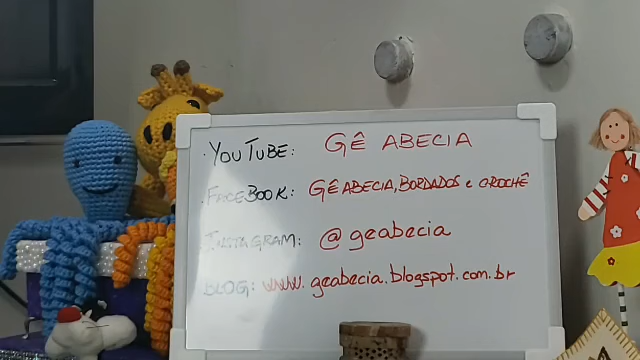 .YOUTUBE: GÊ ABECIA
.FACEBOOK: GÊ ABECIA, BORDADOS e CROCHÊ
.INSTAGRAM: @geabecia
.BLOG: www.geabecia.blogspot.com.br